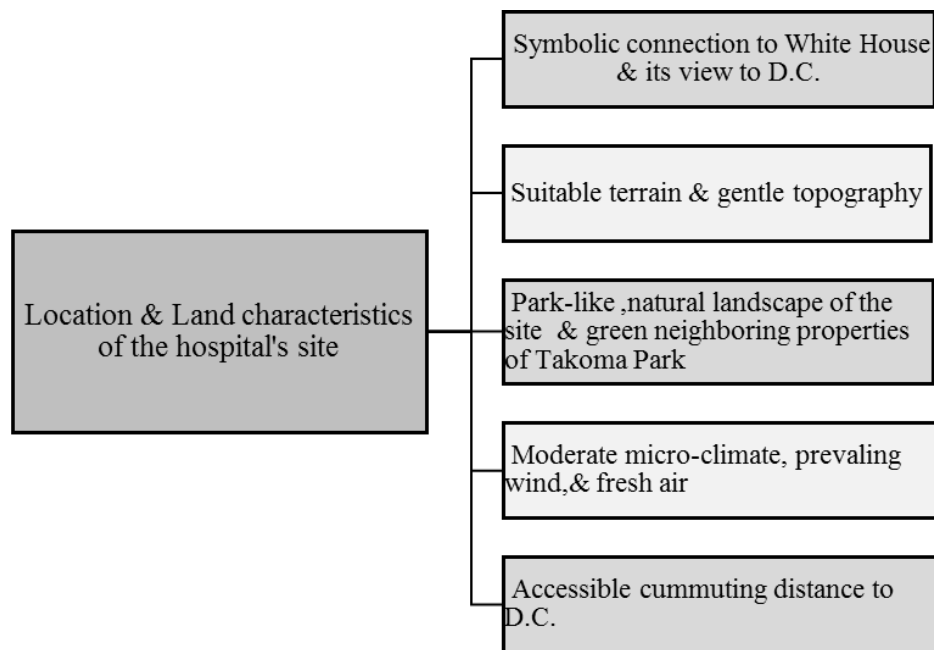 Symbolic connection to White House
& its view to D.C.
Suitable terrain & gentle topography
Location & Land characteristics
of the hospital's site
Park-like ,natural landscape of the
site & green neighboring properties
of Takoma Park
Moderate micro-climate, prevaling
wind,& fresh air
Accessible cummuting distance to
D.C.